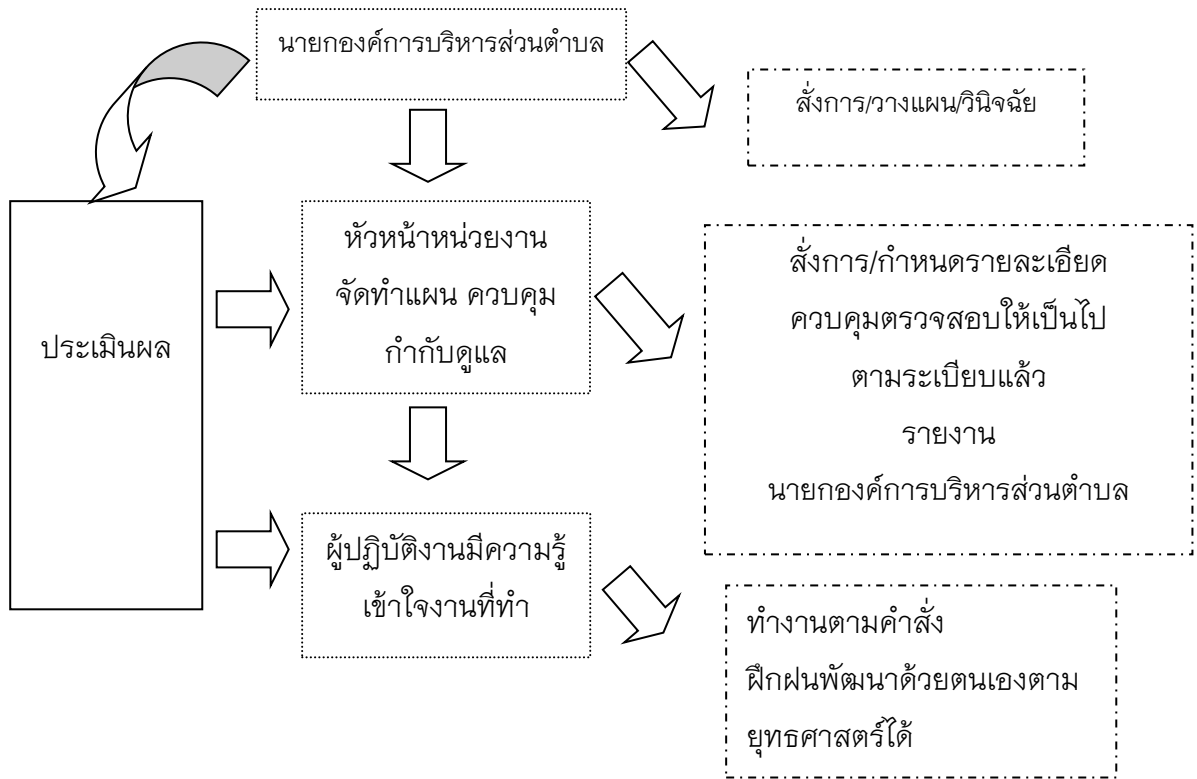 นายกองค์การบริหารส่วนตำบล
สั่งการ/วางแผน/วินิจฉัย
หัวหน้าหน่วยงาน
จัดทำแผน ควบคุม
กำกับดูแล
สั่งการ/กำหนดรายละเอียด
ควบคุมตรวจสอบให้เป็นไป
ตามระเบียบแล้ว
รายงาน
นายกองค์การบริหารส่วนตำบล
ประเมินผล
ผู้ปฏิบัติงานมีความรู้
เข้าใจงานที่ทำ
ทำงานตามคำสั่ง
ฝึกฝนพัฒนาด้วยตนเองตาม
ยุทธศาสตร์ได้